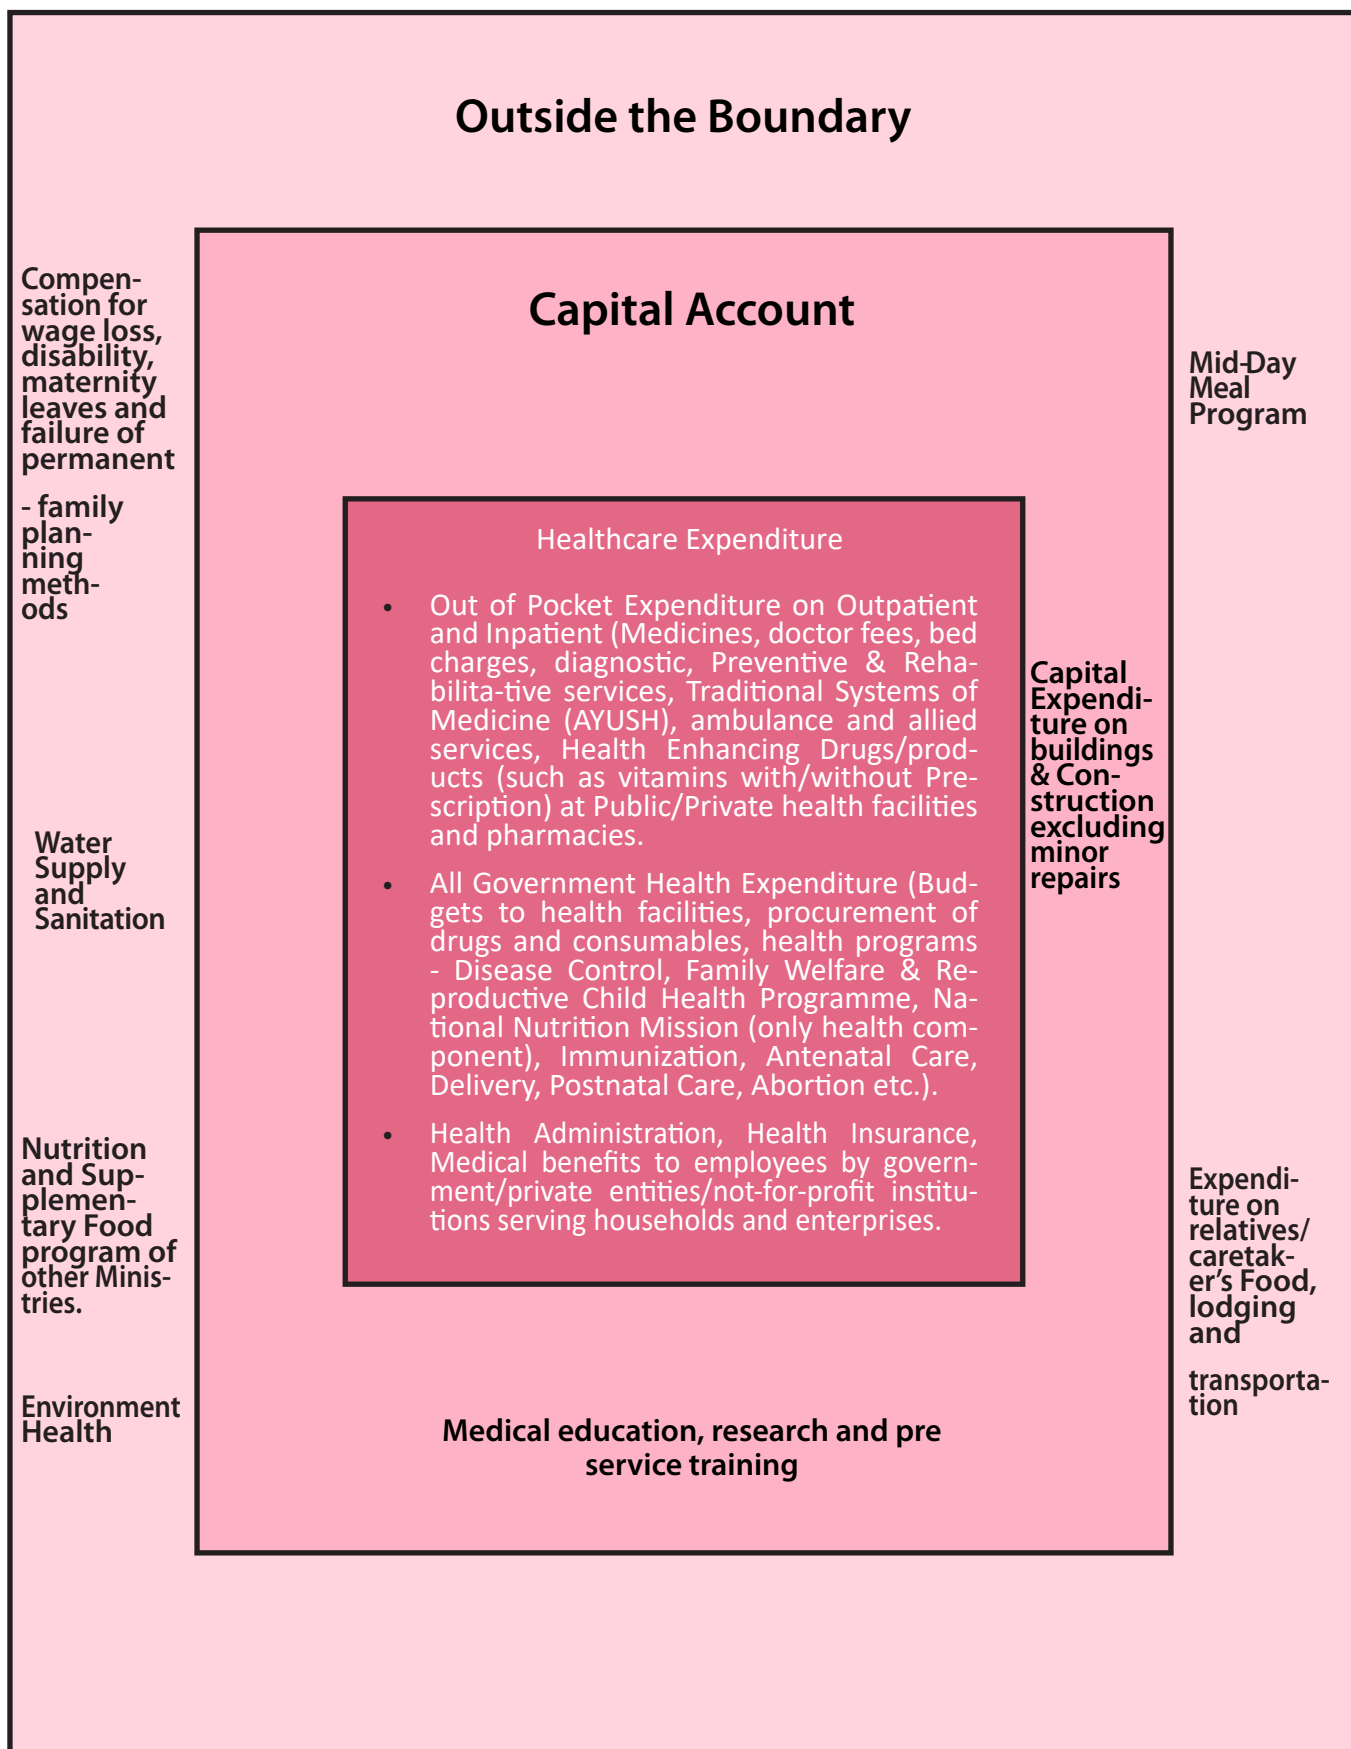 Outside the Boundary
Capital Account
Compen-
sation for
wage loss,
disability,
maternity
leaves and
failure of
permanent
- family
plan-
ning
meth-
ods
Water
Supply
and
Sanitation
Nutrition
and Sup-
plemen-
tary Food
program of
other Minis-
tries.
Environment
Health
Healthcare Expenditure
• Out of Pocket Expenditure on Outpatient
and Inpatient (Medicines, doctor fees, bed
charges, diagnostic, Preventive & Reha-
bilita-tive services, Traditional Systems of
Medicine (AYUSH), ambulance and allied
services, Health Enhancing Drugs/prod-
ucts (such as vitamins with/without Pre-
scription) at Public/Private health facilities
and pharmacies.
• All Government Health Expenditure (Bud-
gets to health facilities, procurement of
drugs and consumables, health programs
- Disease Control, Family Welfare & Re-
productive Child Health Programme, Na-
tional Nutrition Mission (only health com-
ponent), Immunization, Antenatal Care,
Delivery, Postnatal Care, Abortion etc.).
• Health Administration, Health Insurance,
Medical benefits to employees by govern-
ment/private entities/not-for-profit institu-
tions serving households and enterprises.
Capital
Expendi-
ture on
buildings
& Con-
struction
excluding
minor
repairs
Medical education, research and pre
service training
Mid-Day
Meal
Program
Expendi-
ture on
relatives/
caretak-
er's Food,
lodging
and
transporta-
tion